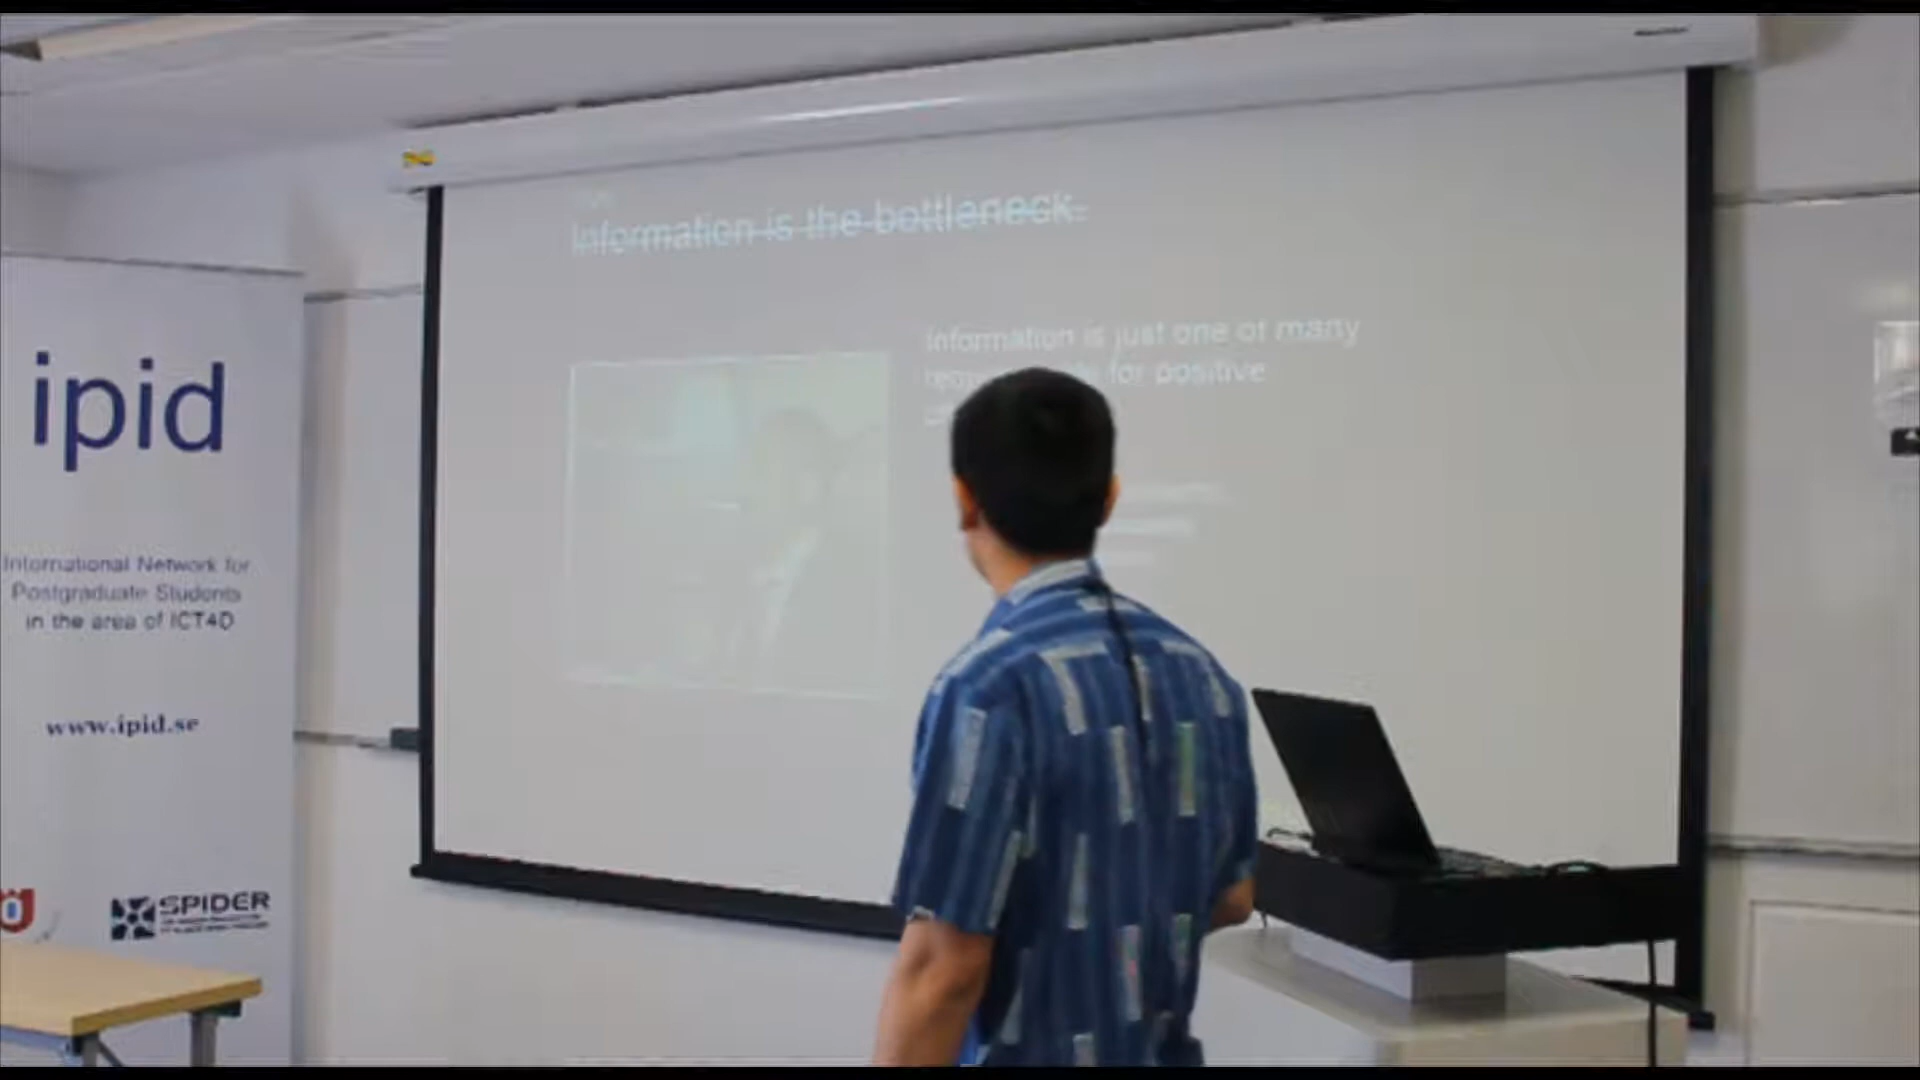 ipid
International Network for
Postgraduate Students
in the area of ICT4D
www.ipid.se
SPIDER
Information is the bottleneck.
Information is just one of many
for positive